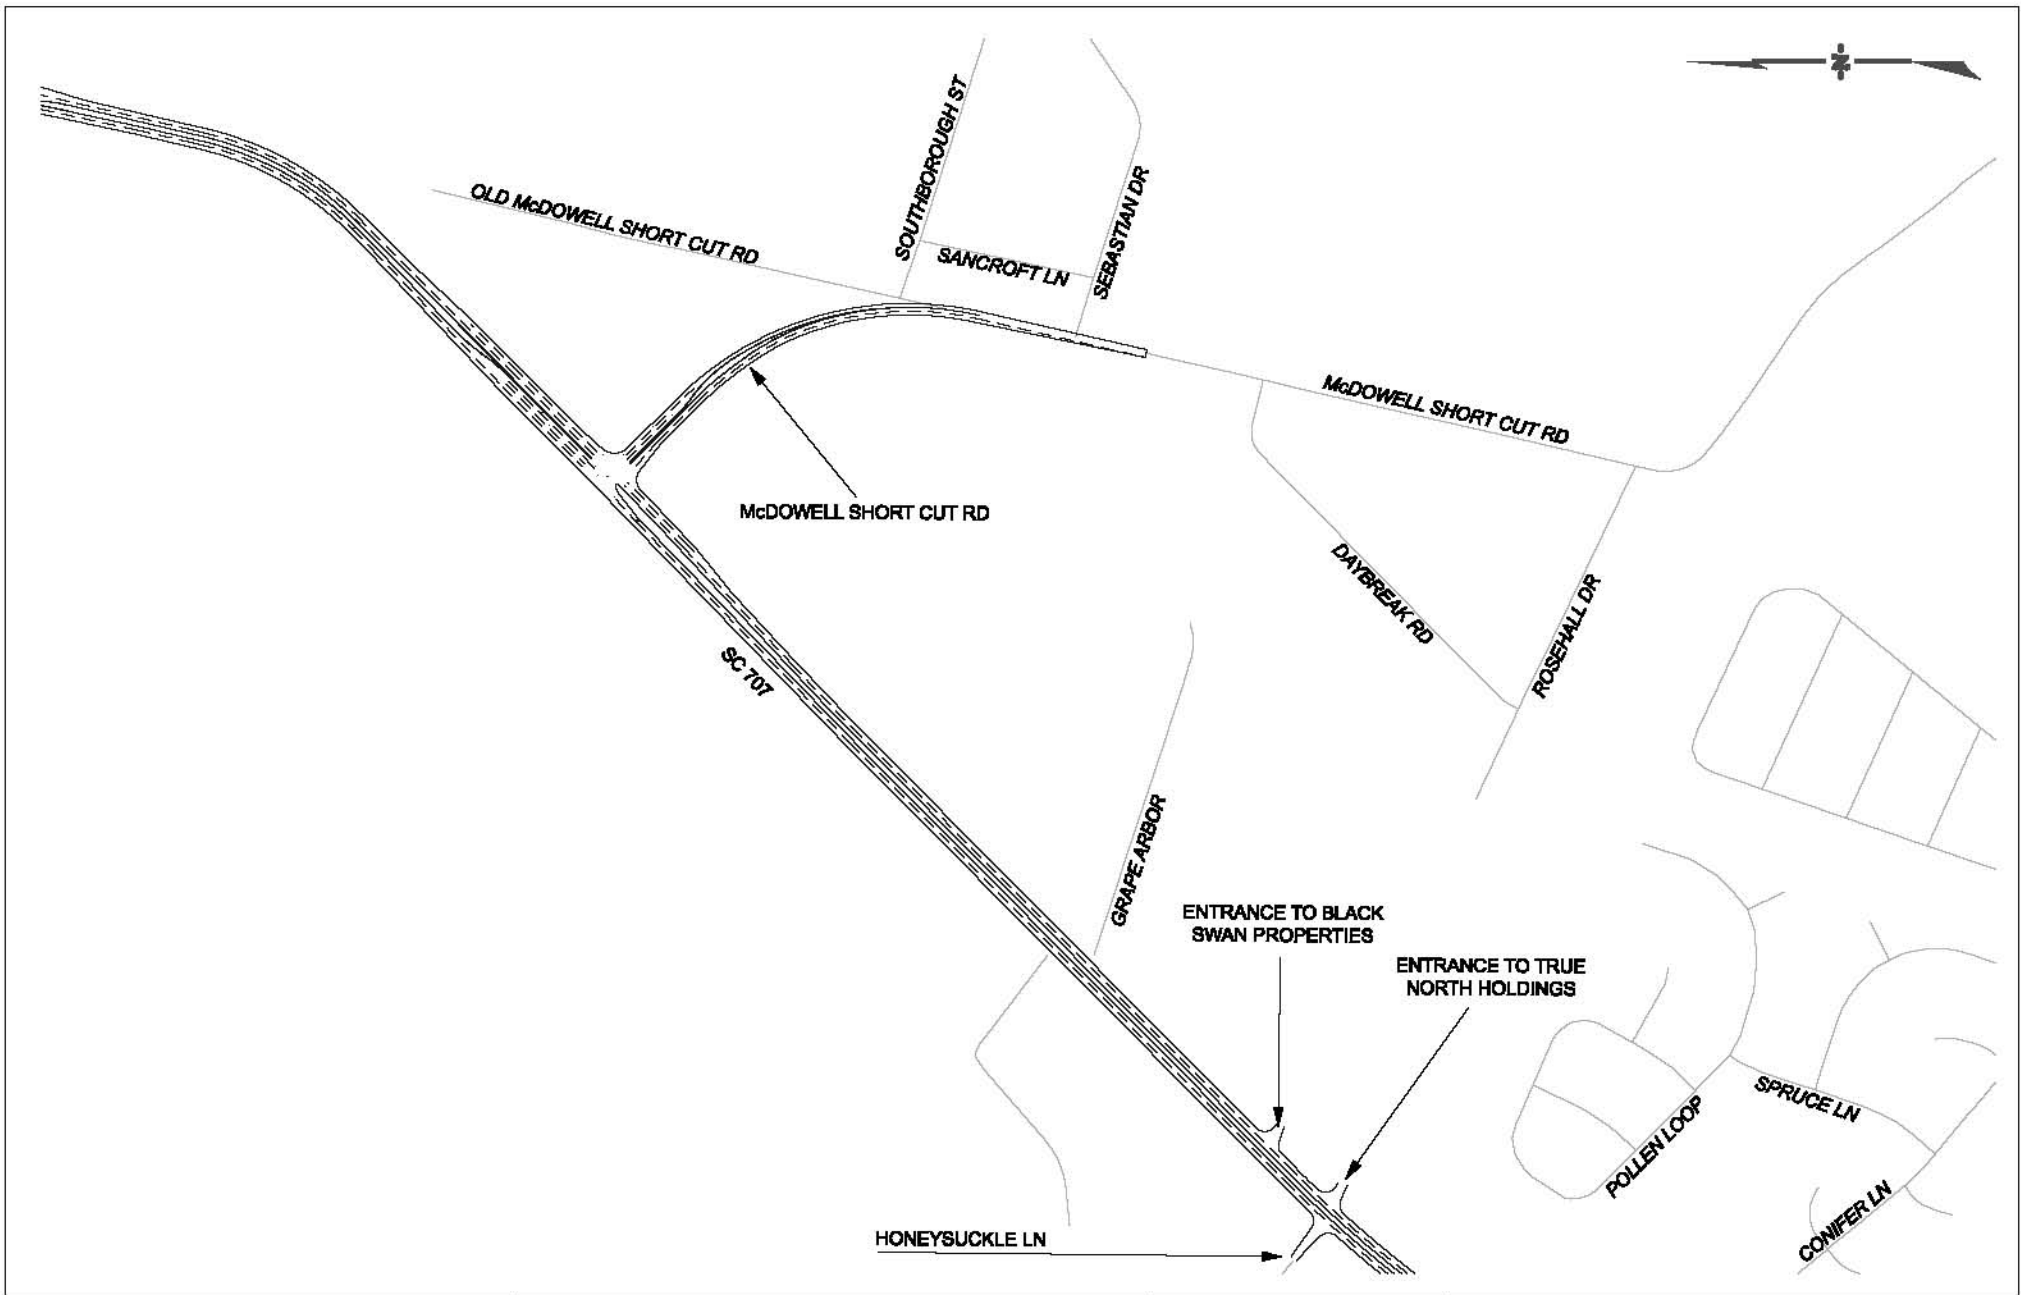 N
SOUTHBOROUGH ST
SEBASTIAN DR
OLD McDOWELL SHORT CUT RD
SANCROFT LN
McDOWELL SHORT CUT RD
McDOWELL SHORT CUT RD
DAYBREAK RD
ROSEHALL DR
SC 707
GRAPE ARBOR
ENTRANCE TO BLACK
SWAN PROPERTIES
ENTRANCE TO TRUE
NORTH HOLDINGS
SPRUCE LN
POLLEN LOOP
CONIFER LN
HONEYSUCKLE LN